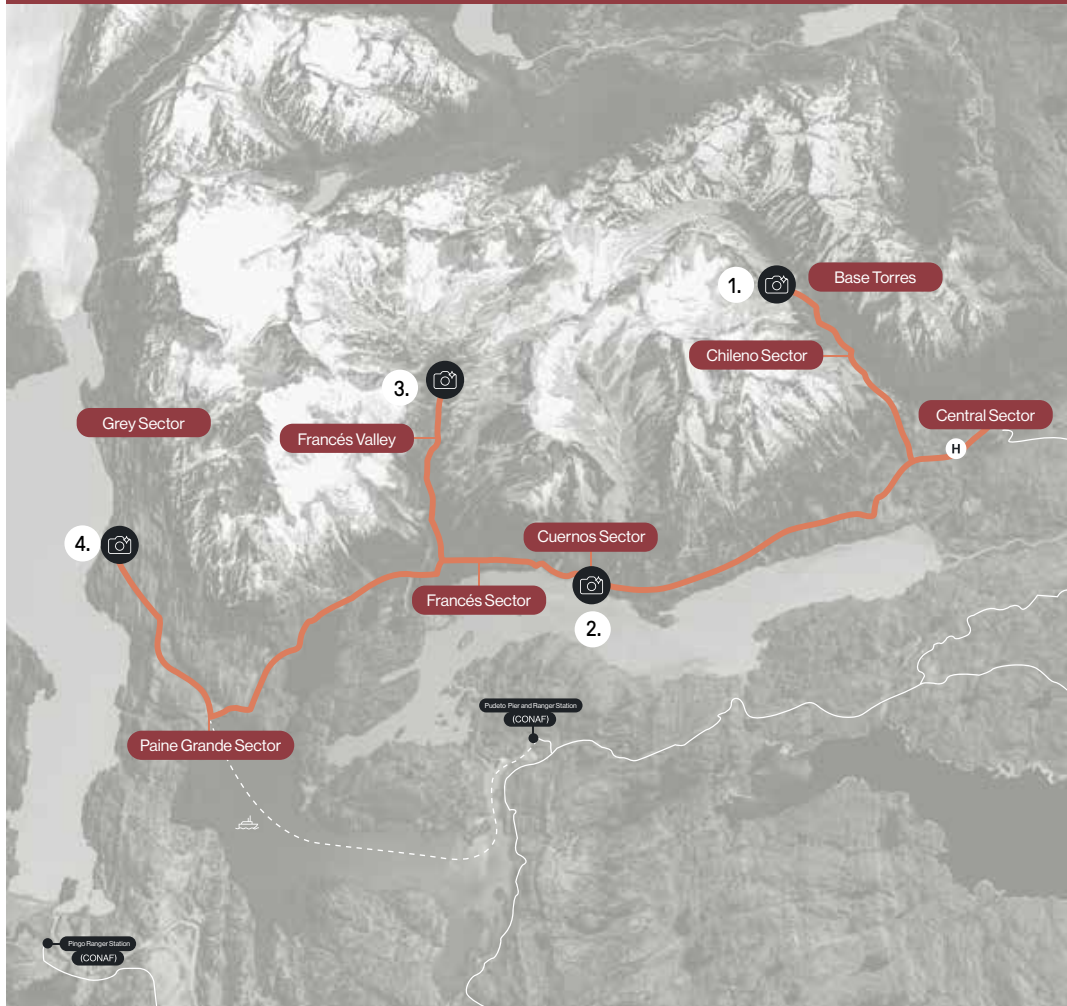 1.
Base Torres
Chileno Sector
3.
Grey Sector
Central Sector
Francés Valley
H
4.
Cuernos Sector
Francés Sector
2.
Pudeto Pier and Ranger Station
(CONAF)
Paine Grande Sector
Pingo Ranger Station
(CONAF)